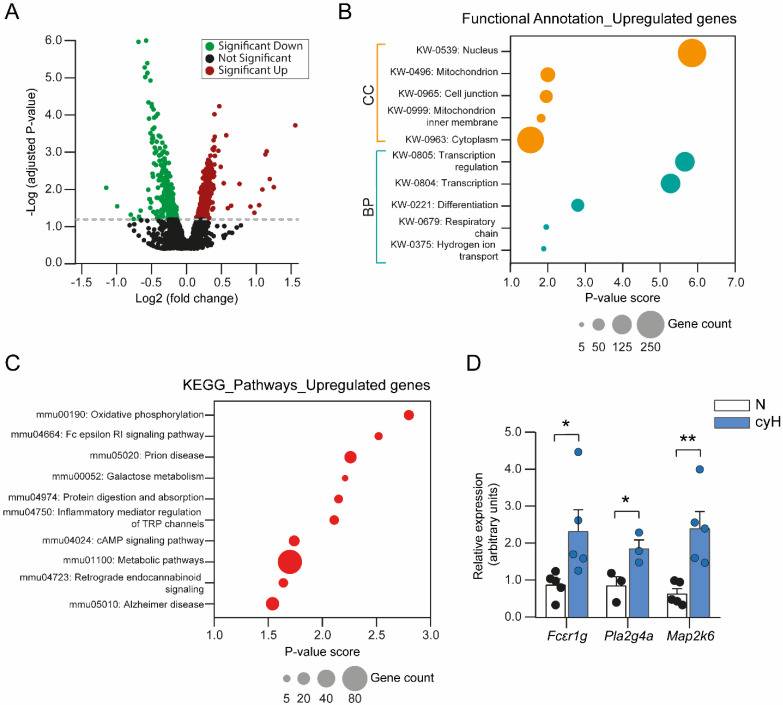 A
6.0
5.0
4.0
3.0
2.0
1.0
0.0
-Log (adjusted P-value)
Significant Down
Not Significant
Significant Up
-1.5
-1.0
-0.5
0.0
0.5
1.0
1.5
Log2 (fold change)
B
Functional Annotation_Upregulated genes
CC
KW-0539: Nucleus
KW-0496: Mitochondrion
KW-0965: Cell junction
KW-0999: Mitochondrion
inner membrane
KW-0963: Cytoplasm
BP
KW-0805: Transcription
regulation
KW-0804: Transcription
KW-0221: Differentiation
KW-0679: Respiratory
chain
KW-0375: Hydrogen ion
transport
1.0
2.0
3.0
4.0
5.0
6.0
7.0
P-value score
Gene count
5
50
125
250
C
KEGG_Pathways_Upregulated genes
mmu00190: Oxidative phosphorylation
mmu04664: Fc epsilon RI signaling pathway
mmu05020: Prion disease
mmu00052: Galactose metabolism
mmu04974: Protein digestion and absorption
mmu04750: Inflammatory mediator regulation
of TRP channels
mmu04024: cAMP signaling pathway
mmu01100: Metabolic pathways
mmu04723: Retrograde endocannabinoid
signaling
mmu05010: Alzheimer disease
1.0
1.5
2.0
2.5
3.0
P-value score
Gene count
5
20
40
80
D
N
cyH
5.0
4.0
3.0
2.0
1.0
0.0
Relative expression
(arbitrary units)
*
*
**
Fcεr1g
Pla2g4a
Map2k6